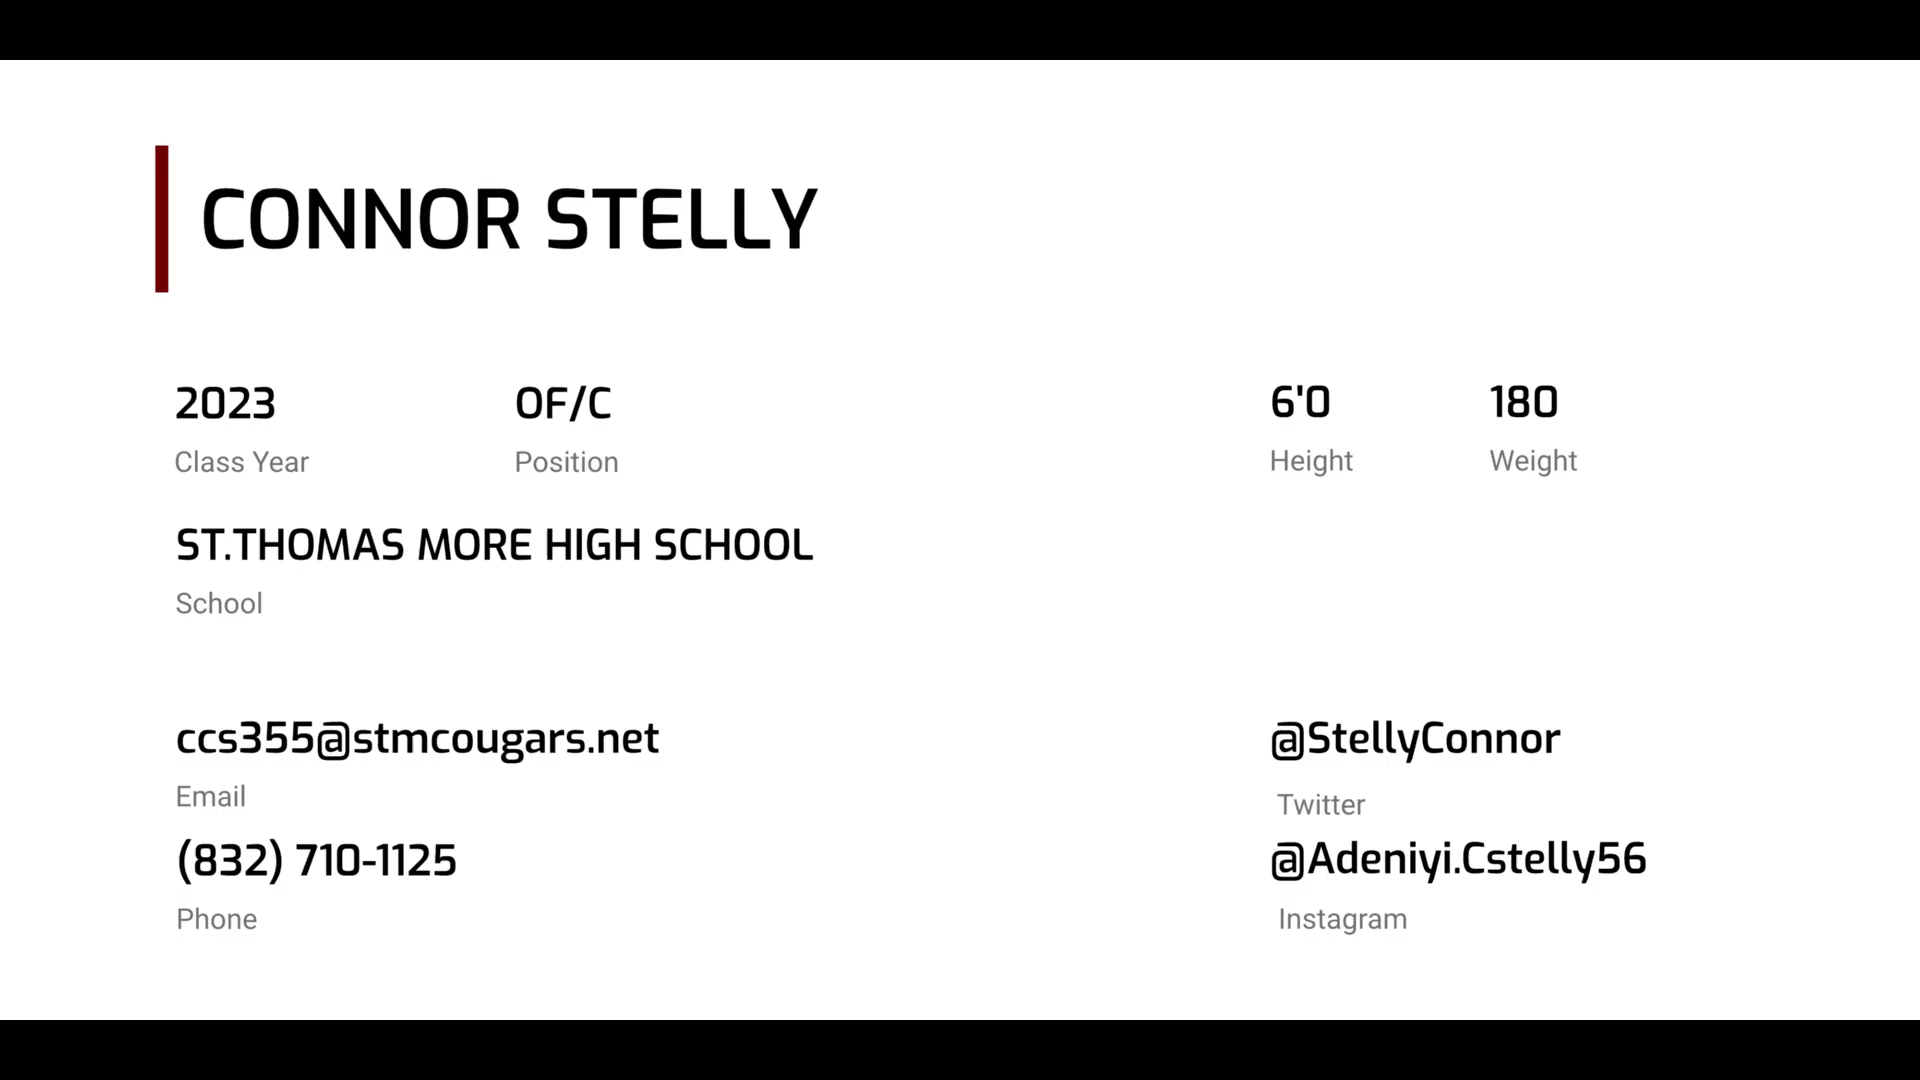 CONNOR STELLY
2023
OF/C
6'0
180
Class Year
Position
Height
Weight
ST.THOMAS MORE HIGH SCHOOL
School
ccs355@stmcougars.net
@StellyConnor
Email
Twitter
(832) 710-1125
@Adeniyi.Cstelly56
Phone
Instagram